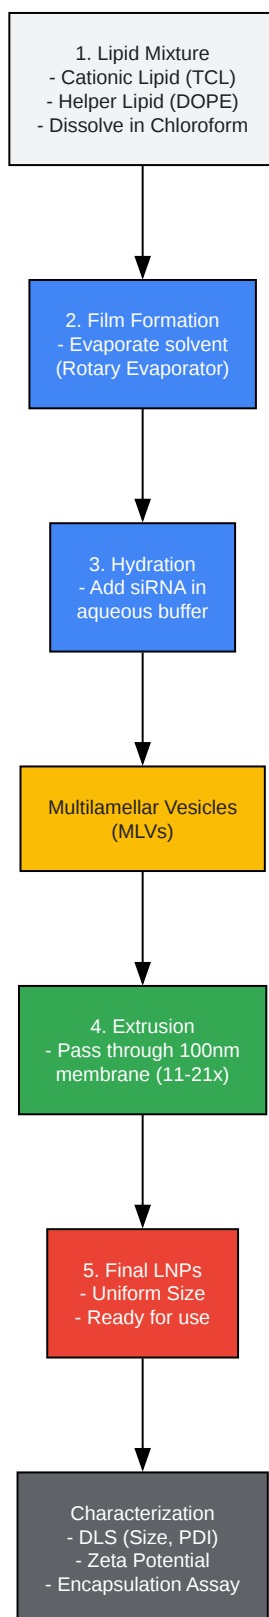 1. Lipid Mixture
- Cationic Lipid (TCL)
- Helper Lipid (DOPE)
- Dissolve in Chloroform
2. Film Formation
- Evaporate solvent
(Rotary Evaporator)
3. Hydration
- Add siRNA in
aqueous buffer
Multilamellar Vesicles
(MLVs)
4. Extrusion
- Pass through 100nm
membrane (11-21x)
5. Final LNPs
- Uniform Size
- Ready for use
Characterization
- DLS (Size, PDI)
- Zeta Potential
- Encapsulation Assay